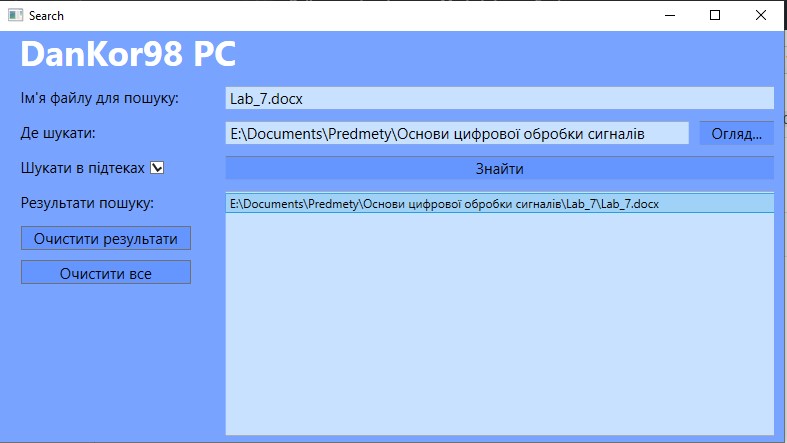 Search
DanKor98 PC
Ім'я файлу для пошуку:
Lab_7.docx
Де шукати:
E:\Documents\Predmety\Основи цифрової обробки сигналів
Огляд...
Шукати в підтеках
Знайти
Результати пошуку:
E:\Documents\Predmety\Основи цифрової обробки сигналів\Lab_7\Lab_7.docx
Очистити результати
Очистити все